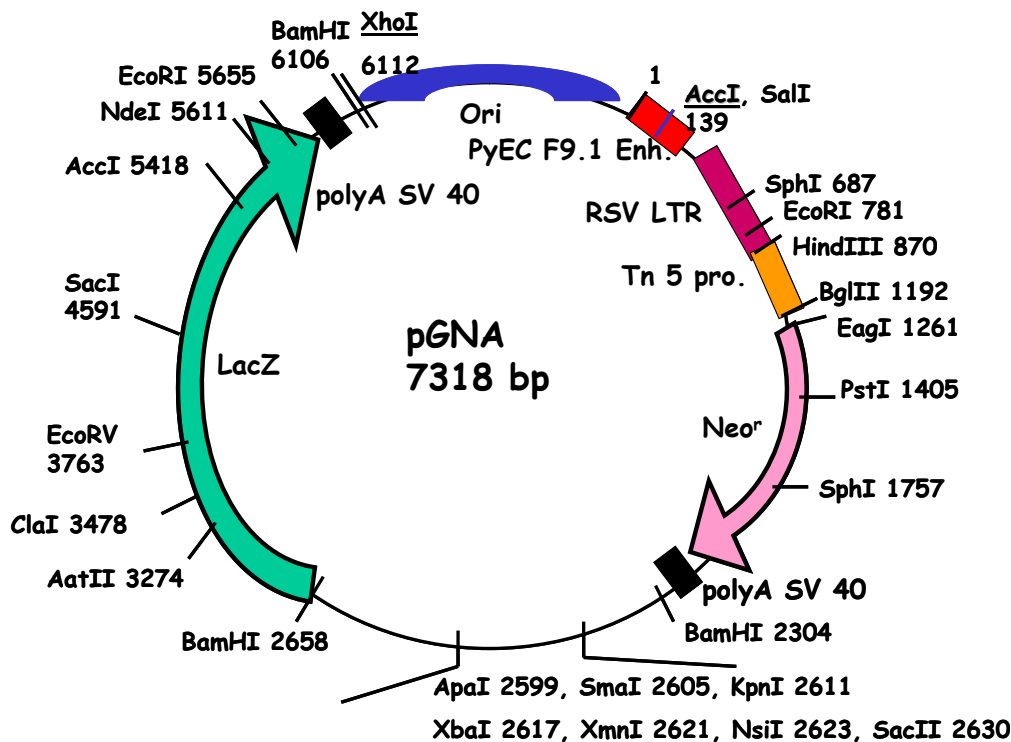 BamHI XhoI
6106 6112
EcoRI 5655
NdeI 5611
AccI 5418
SacI
4591
EcoRV
3763
ClaI 3478
AatII 3274
BamHI 2658
LacZ
polyA SV 40
Ori
PyEC F9.1 Enh.
1
AccI, SalI
139
RSV LTR
SphI 687
EcoRI 781
HindIII 870
Tn 5 pro.
BglII 1192
EagI 1261
pGNA
7318 bp
PstI 1405
Neoʳ
SphI 1757
polyA SV 40
BamHI 2304
ApaI 2599, SmaI 2605, KpnI 2611
XbaI 2617, XmnI 2621, NsiI 2623, SacII 2630